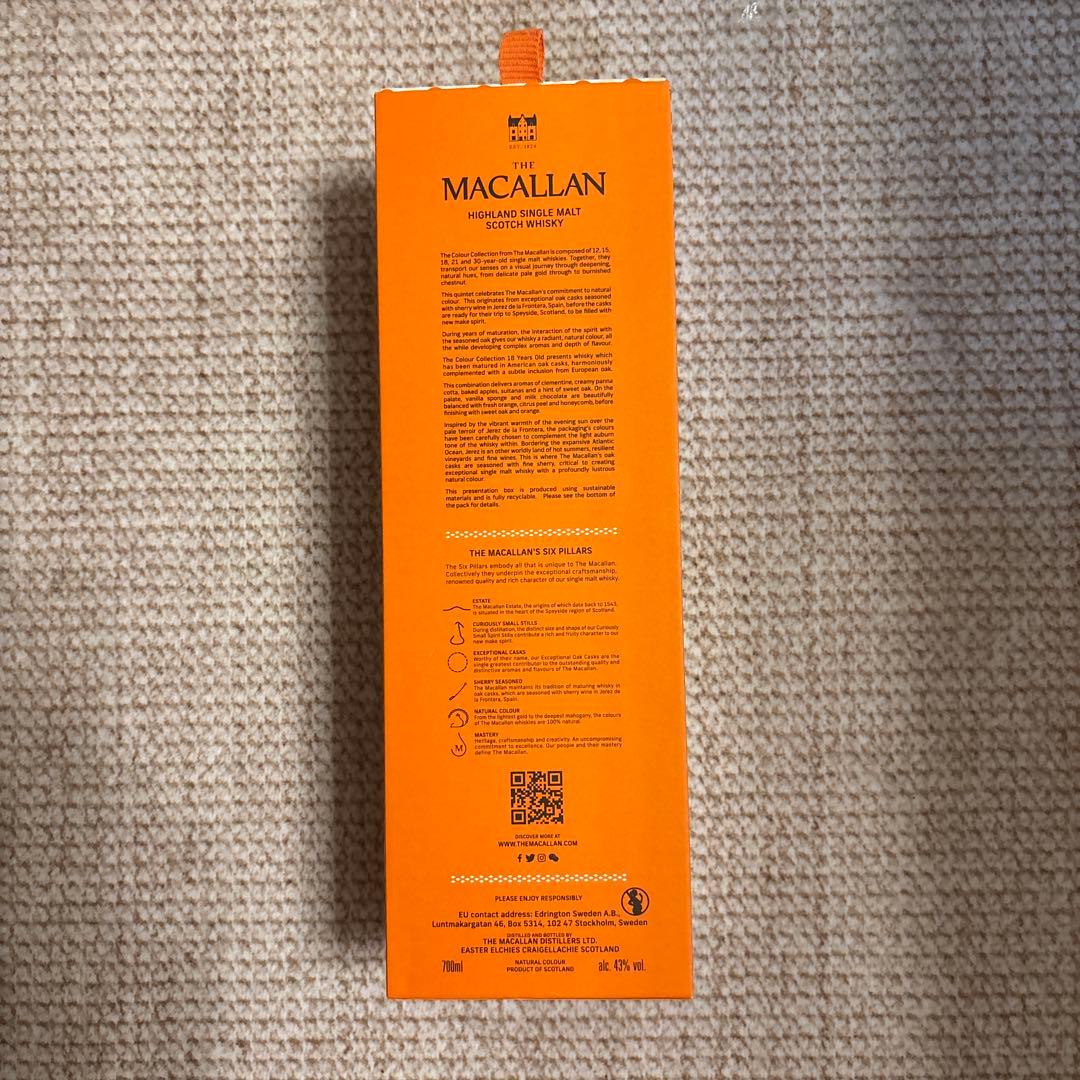 EST. 1824
THE
MACALLAN
HIGHLAND SINGLE MALT
SCOTCH WHISKY
The Colour Collection from The Macallan is composed of 12, 15,
18, 21 and 30-year-old single malt whiskies. Together, they
transport our senses on a visual journey through deepening,
natural hues, from delicate pale gold through to burnished
chestnut.
This quintet celebrates The Macallan's commitment to natural
colour. This originates from exceptional oak casks seasoned
with sherry wine in Jerez de la Frontera, Spain, before the casks
are ready for their trip to Speyside, Scotland, to be filled with
new make spirit.
During years of maturation, the interaction of the spirit with
the seasoned oak gives our whisky a radiant, natural colour, all
the while developing complex aromas and depth of flavour.
The Colour Collection 18 Years Old presents whisky which
has been matured in American oak casks, harmoniously
complemented with a subtle inclusion from European oak.
This combination delivers aromas of clementine, creamy panna
cotta, baked apples, sultanas and a hint of sweet oak. On the
palate, vanilla sponge and milk chocolate are beautifully
balanced with fresh orange, citrus peel and honeycomb, before
finishing with sweet oak and orange.
Inspired by the vibrant warmth of the evening sun over the
pale terroir of Jerez de la Frontera, the packaging's colours
have been carefully chosen to complement the light auburn
tone of the whisky within. Bordering the expansive Atlantic
Ocean, Jerez is an other worldly land of hot summers, resilient
vineyards and fine wines. This is where The Macallan's oak
casks are seasoned with fine sherry, critical to creating
exceptional single malt whisky with a profoundly lustrous
natural colour.
This presentation box is produced using sustainable
materials and is fully recyclable. Please see the bottom of
the pack for details.
THE MACALLAN'S SIX PILLARS
The Six Pillars embody all that is unique to The Macallan.
Collectively they underpin the exceptional craftsmanship,
renowned quality and rich character of our single malt whisky.
ESTATE
The Macallan Estate, the origins of which date back to 1543,
is situated in the heart of the Speyside region of Scotland.
CURIOUSLY SMALL STILLS
During distillation, the distinct size and shape of our Curiously
Small Spirit Stills contribute a rich and fruity character to our
new make spirit.
EXCEPTIONAL CASKS
Worthy of their name, our Exceptional Oak Casks are the
single greatest contributor to the outstanding quality and
distinctive aromas and flavours of The Macallan.
SHERRY SEASONED
The Macallan maintains its tradition of maturing whisky in
oak casks, which are seasoned with sherry wine in Jerez de
la Frontera, Spain.
NATURAL COLOUR
From the lightest gold to the deepest mahogany, the colours
of The Macallan whiskies are 100% natural.
M
MASTERY
Heritage, craftsmanship and creativity. An uncompromising
commitment to excellence. Our people and their mastery
define The Macallan.
DISCOVER MORE AT
WWW.THEMACALLAN.COM
PLEASE ENJOY RESPONSIBLY
EU contact address: Edrington Sweden A.B.,
Luntmakargatan 46, Box 5314, 102 47 Stockholm, Sweden
DISTILLED AND BOTTLED BY
THE MACALLAN DISTILLERS LTD.
EASTER ELCHIES CRAIGELLACHIE SCOTLAND
700ml
NATURAL COLOUR
PRODUCT OF SCOTLAND
alc. 43% vol.